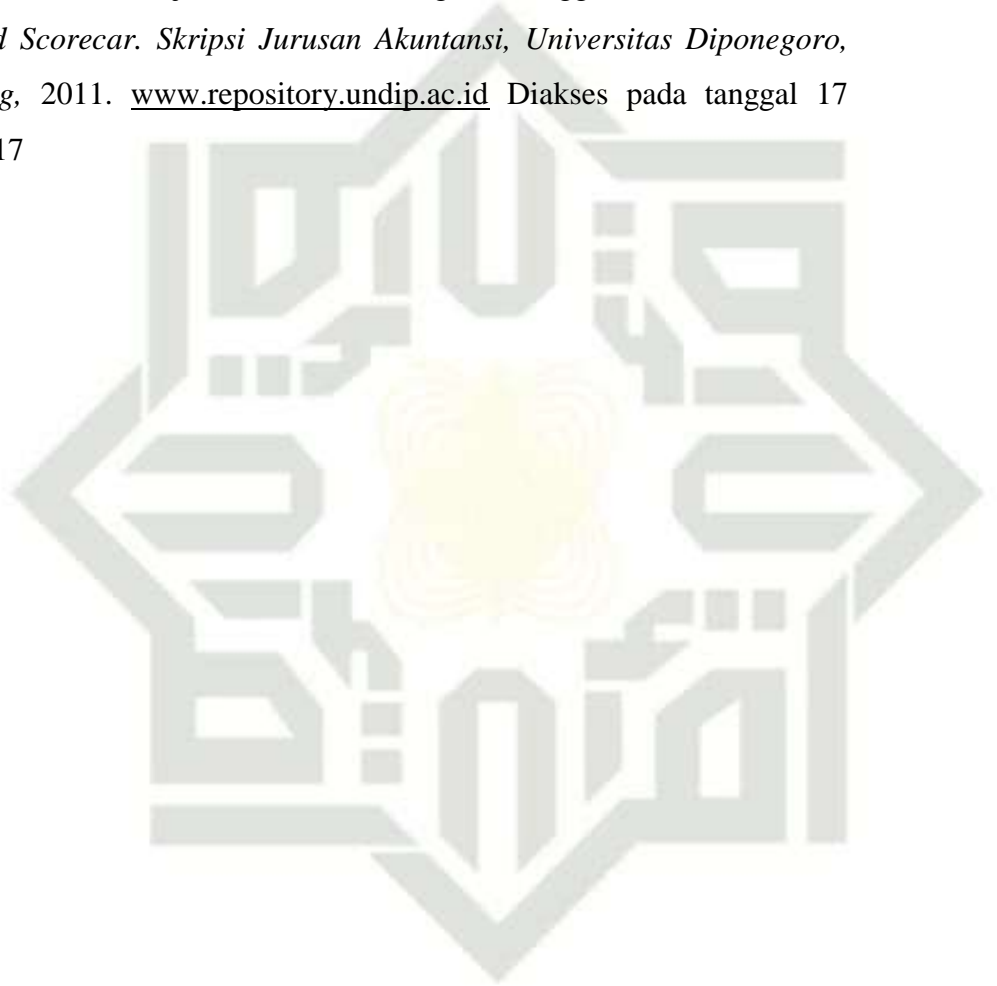 d Scorecar. Skripsi Jurusan Akuntansi, Universitas Diponegoro,
g, 2011. www.repository.undip.ac.id Diakses pada tanggal 17
17